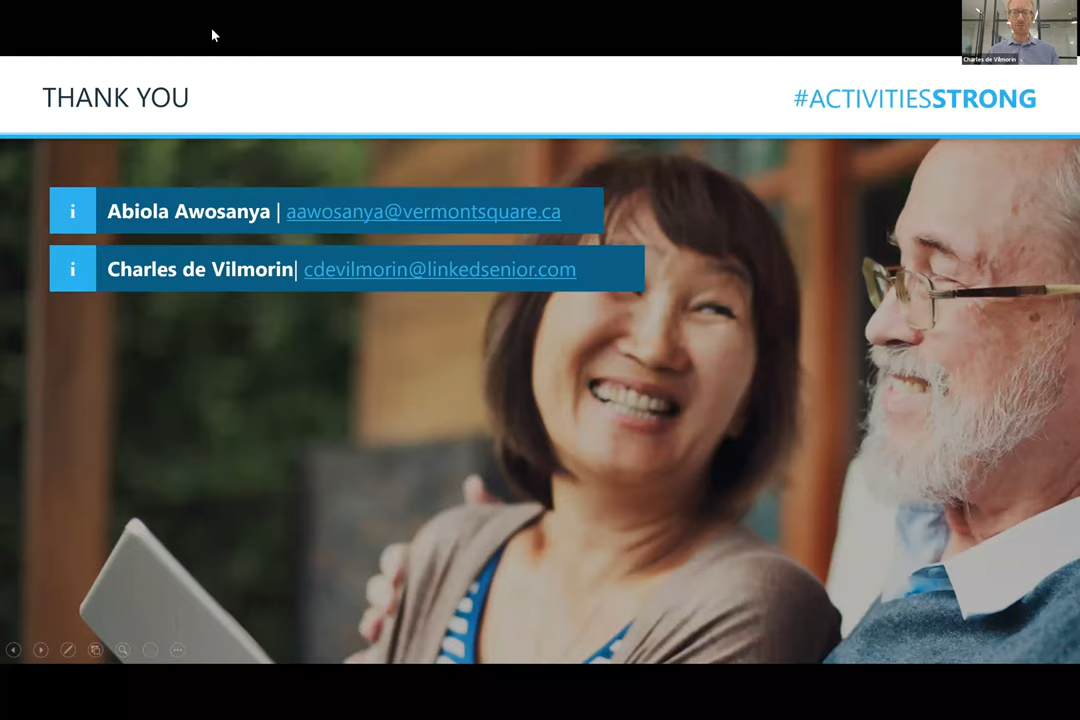 Charles de Vilmorin
THANK YOU
#ACTIVITIESSTRONG
i
Abiola Awosanya | aawosanya@vermontsquare.ca
i
Charles de Vilmorin| cdevilmorin@linkedsenior.com